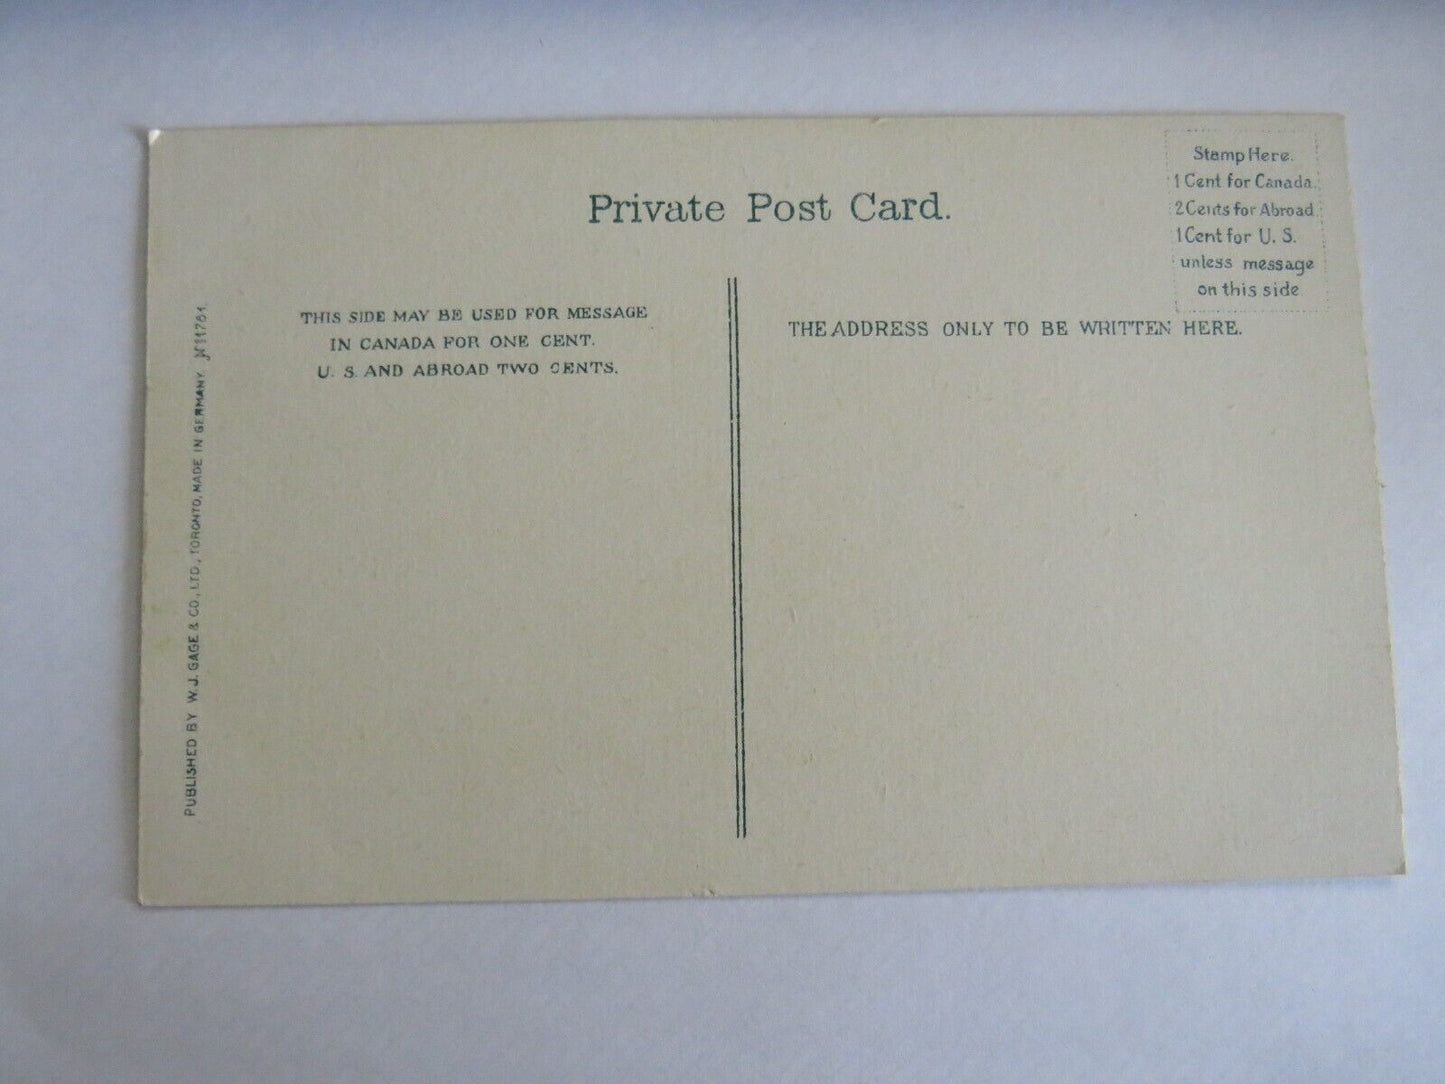 Private Post Card.
Stamp Here.
1 Cent for Canada.
2 Cents for Abroad
1 Cent for U. S.
unless message
on this side
THIS SIDE MAY BE USED FOR MESSAGE
IN CANADA FOR ONE CENT.
U. S. AND ABROAD TWO CENTS.
THE ADDRESS ONLY TO BE WRITTEN HERE.
PUBLISHED BY W. J. GAGE & CO., LTD., TORONTO, MADE IN GERMANY.